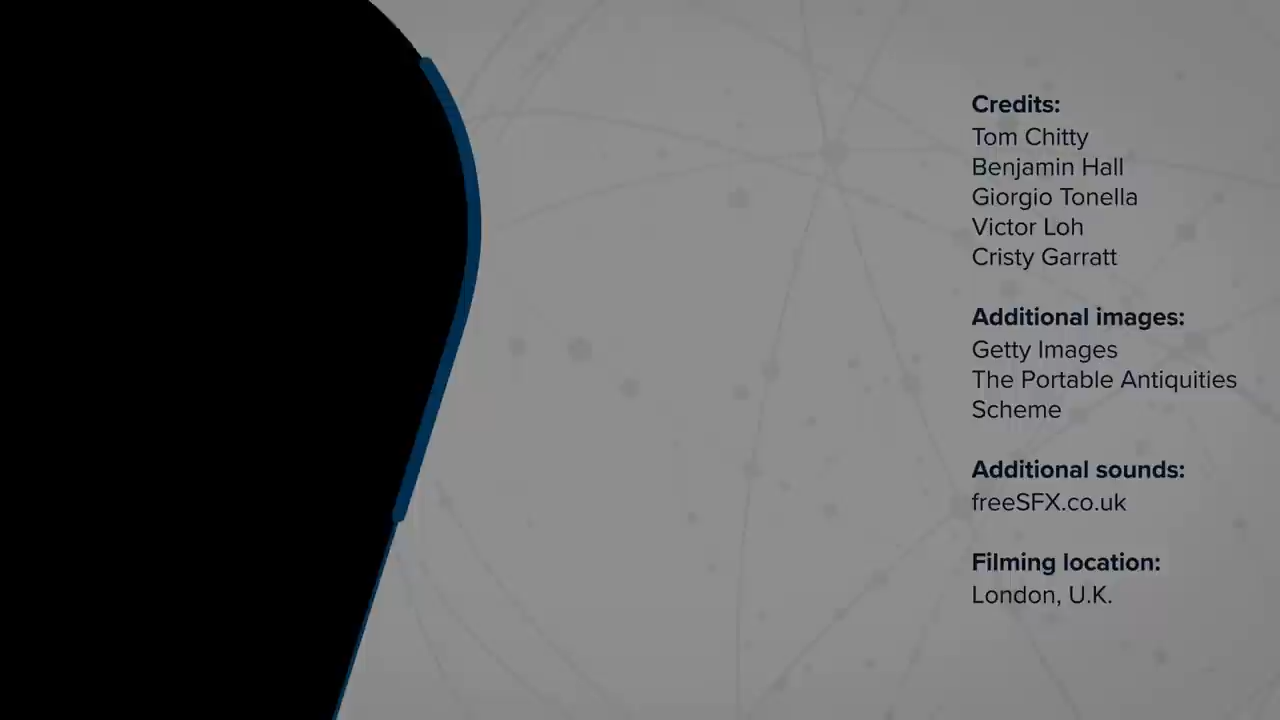 Credits:
Tom Chitty
Benjamin Hall
Giorgio Tonella
Victor Loh
Cristy Garratt
Additional images:
Getty Images
The Portable Antiquities
Scheme
Additional sounds:
freeSFX.co.uk
Filming location:
London, U.K.